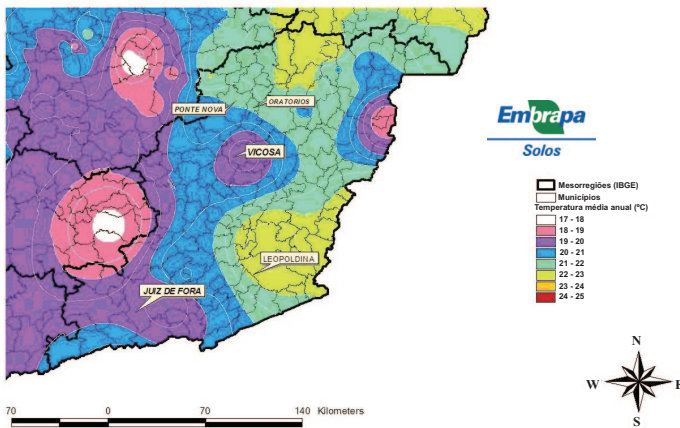 PONTE NOVA
ORATORIOS
VICOSA
LEOPOLDINA
JUIZ DE FORA
Embrapa
Solos
Mesorregiões (IBGE)
Municípios
Temperatura média anual (ºC)
17 - 18
18 - 19
19 - 20
20 - 21
21 - 22
22 - 23
23 - 24
24 - 25
N
W E
S
70 0 70 140 Kilometers